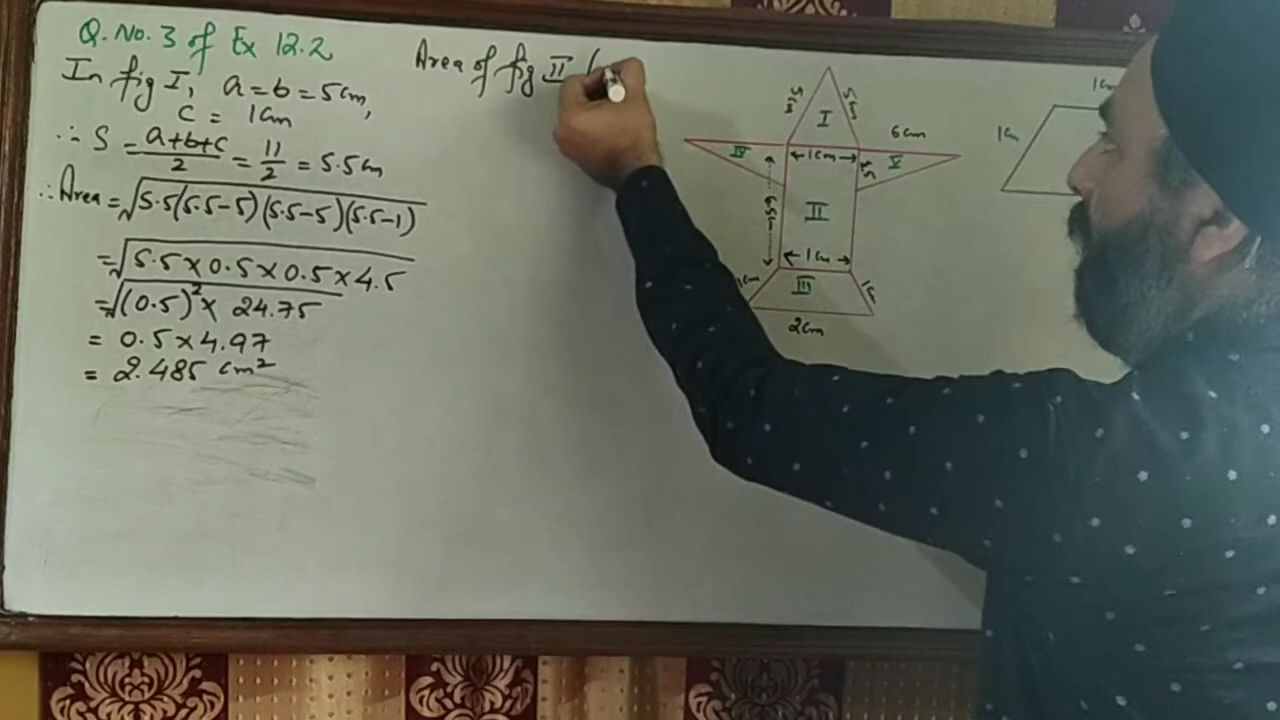 Q. No. 3 of Ex 12.2
In fig I, a = b = 5cm,
c = 1cm
∴ S = a+b+c/2 = 11/2 = 5.5cm
∴ Area = √5.5(5.5-5)(5.5-5)(5.5-1)
= √5.5 × 0.5 × 0.5 × 4.5
= √(0.5)² × 24.75
= 0.5 × 4.97
= 2.485 cm²
Area of fig II (
5cm
5cm
I
6cm
IV
1cm
V
II
1cm
III
1cm
2cm
1cm